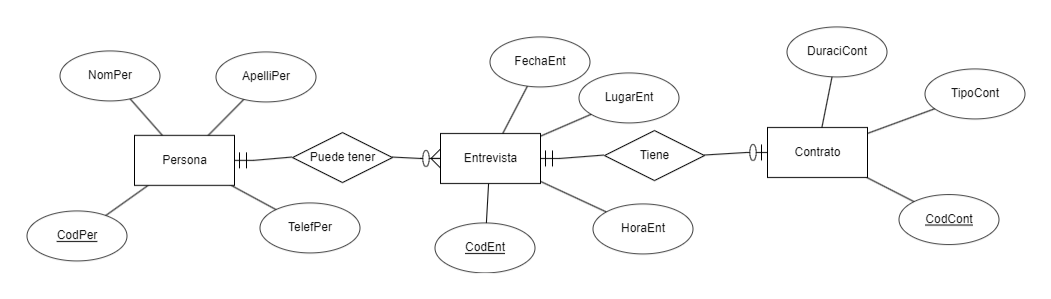 DuraciCont
FechaEnt
NomPer
ApelliPer
TipoCont
LugarEnt
Persona
Puede tener
Entrevista
Tiene
Contrato
CodPer
TelefPer
CodEnt
HoraEnt
CodCont